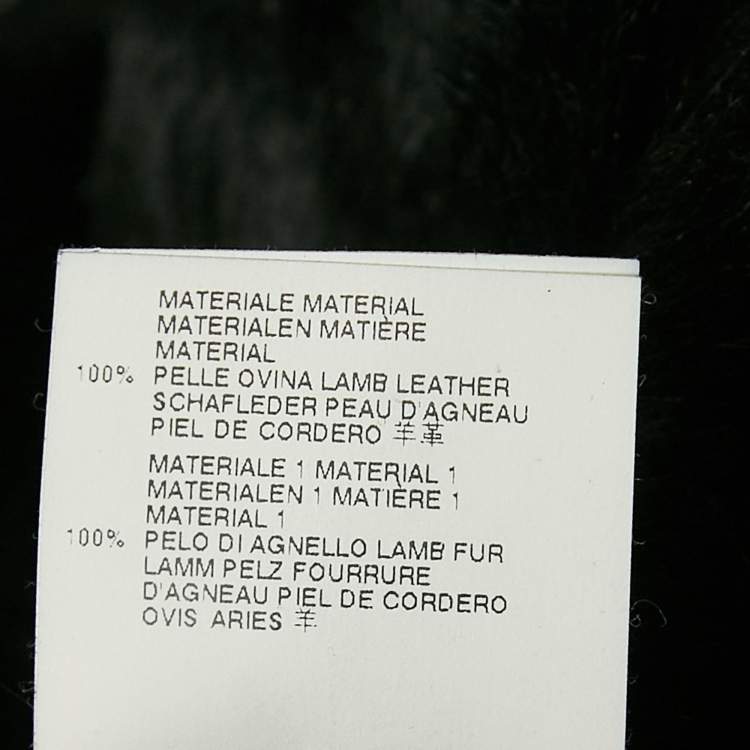 MATERIALE MATERIAL
MATERIALEN MATIÈRE
MATERIAL
100% PELLE OVINA LAMB LEATHER
SCHAFLEDER PEAU D'AGNEAU
PIEL DE CORDERO 羊革
MATERIALE 1 MATERIAL 1
MATERIALEN 1 MATIÈRE 1
MATERIAL 1
100% PELO DI AGNELLO LAMB FUR
LAMM PELZ FOURRURE
D'AGNEAU PIEL DE CORDERO
OVIS ARIES 羊